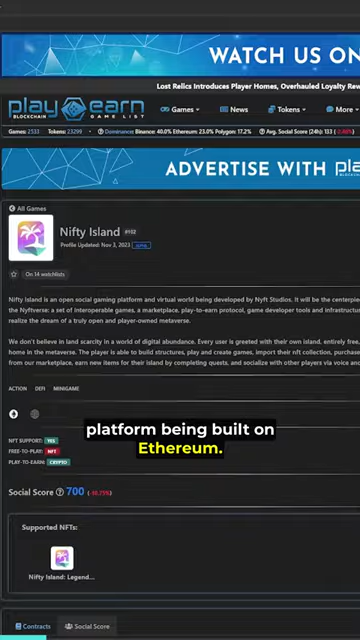 WATCH US ON
Lost Relics Introduces Player Homes, Overhauled Loyalty Rew
play earn
BLOCKCHAIN GAME LIST
Games
News
Tokens
More
Games: 2533 Tokens: 23299 Dominance: Binance: 40.0% Ethereum: 23.0% Polygon: 17.2% Avg. Social Score (24h): 133
ADVERTISE WITH pla
All Games
Nifty Island #102
Profile Updated: Nov 3, 2023
On 14 watchlists
Nifty Island is an open social gaming platform and virtual world being developed by Nyft Studios. It will be the centerpie
the Nyftiverse: a set of interoperable games, a marketplace, play-to-earn protocol, game developer tools and infrastructur
realize the dream of a truly open and player-owned metaverse.
We don't believe in land scarcity in a world of digital abundance. Every user is greeted with their own island, entirely free,
home in the metaverse. The player is able to build structures, play and create games, import their nft collection, purchase
from our marketplace, earn new items for their island by completing quests, and socialize with other players via voice and
ACTION DEFI MINIGAME
platform being built on
Ethereum.
NFT SUPPORT: YES
FREE-TO-PLAY: NFT
PLAY-TO-EARN: CRYPTO
Social Score 700 (-0.75%)
Supported NFTs:
Nifty Island: Legend...
Contracts
Social Score